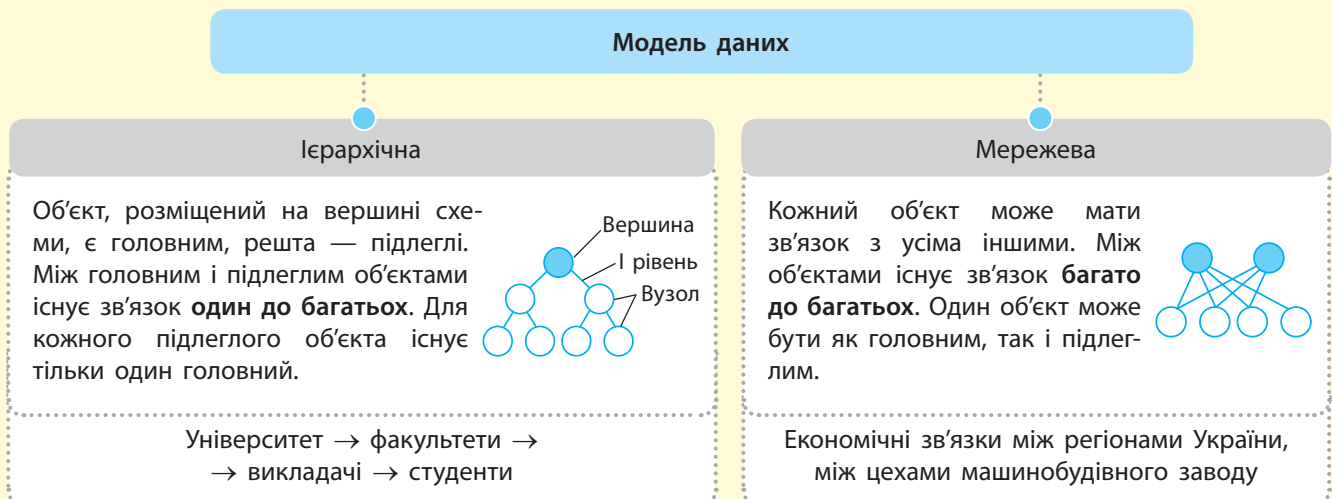 Модель даних
Ієрархічна
Об'єкт, розміщений на вершині схе-
ми, є головним, решта — підлеглі.
Між головним і підлеглим об'єктами
існує зв'язок один до багатьох. Для
кожного підлеглого об'єкта існує
тільки один головний.
Вершина
І рівень
Вузол
Університет → факультети →
→ викладачі → студенти
Мережева
Кожний об'єкт може мати
зв'язок з усіма іншими. Між
об'єктами існує зв'язок багато
до багатьох. Один об'єкт може
бути як головним, так і підлег-
лим.
Економічні зв'язки між регіонами України,
між цехами машинобудівного заводу